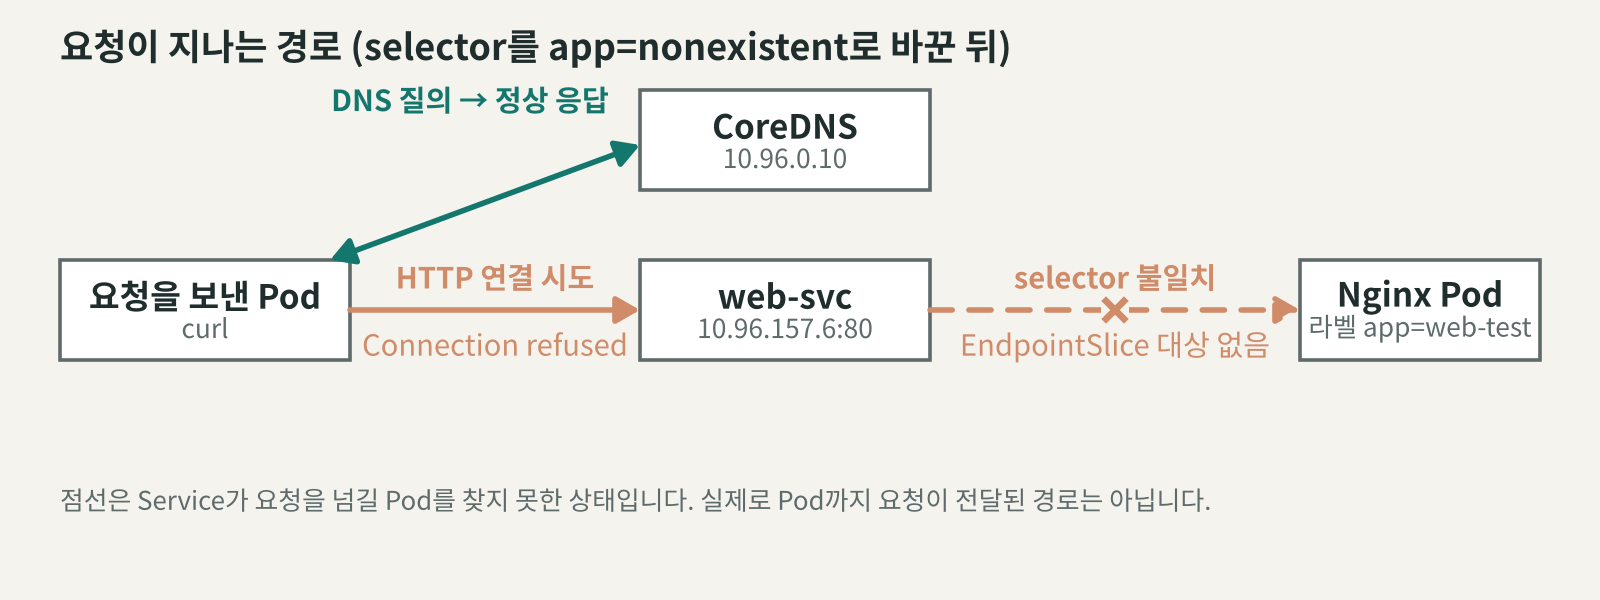 요청이 지나는 경로 (selector를 app=nonexistent로 바꾼 뒤)
DNS 질의 → 정상 응답
CoreDNS
10.96.0.10
요청을 보낸 Pod
curl
HTTP 연결 시도
Connection refused
web-svc
10.96.157.6:80
selector 불일치
EndpointSlice 대상 없음
Nginx Pod
라벨 app=web-test
점선은 Service가 요청을 넘길 Pod를 찾지 못한 상태입니다. 실제로 Pod까지 요청이 전달된 경로는 아닙니다.